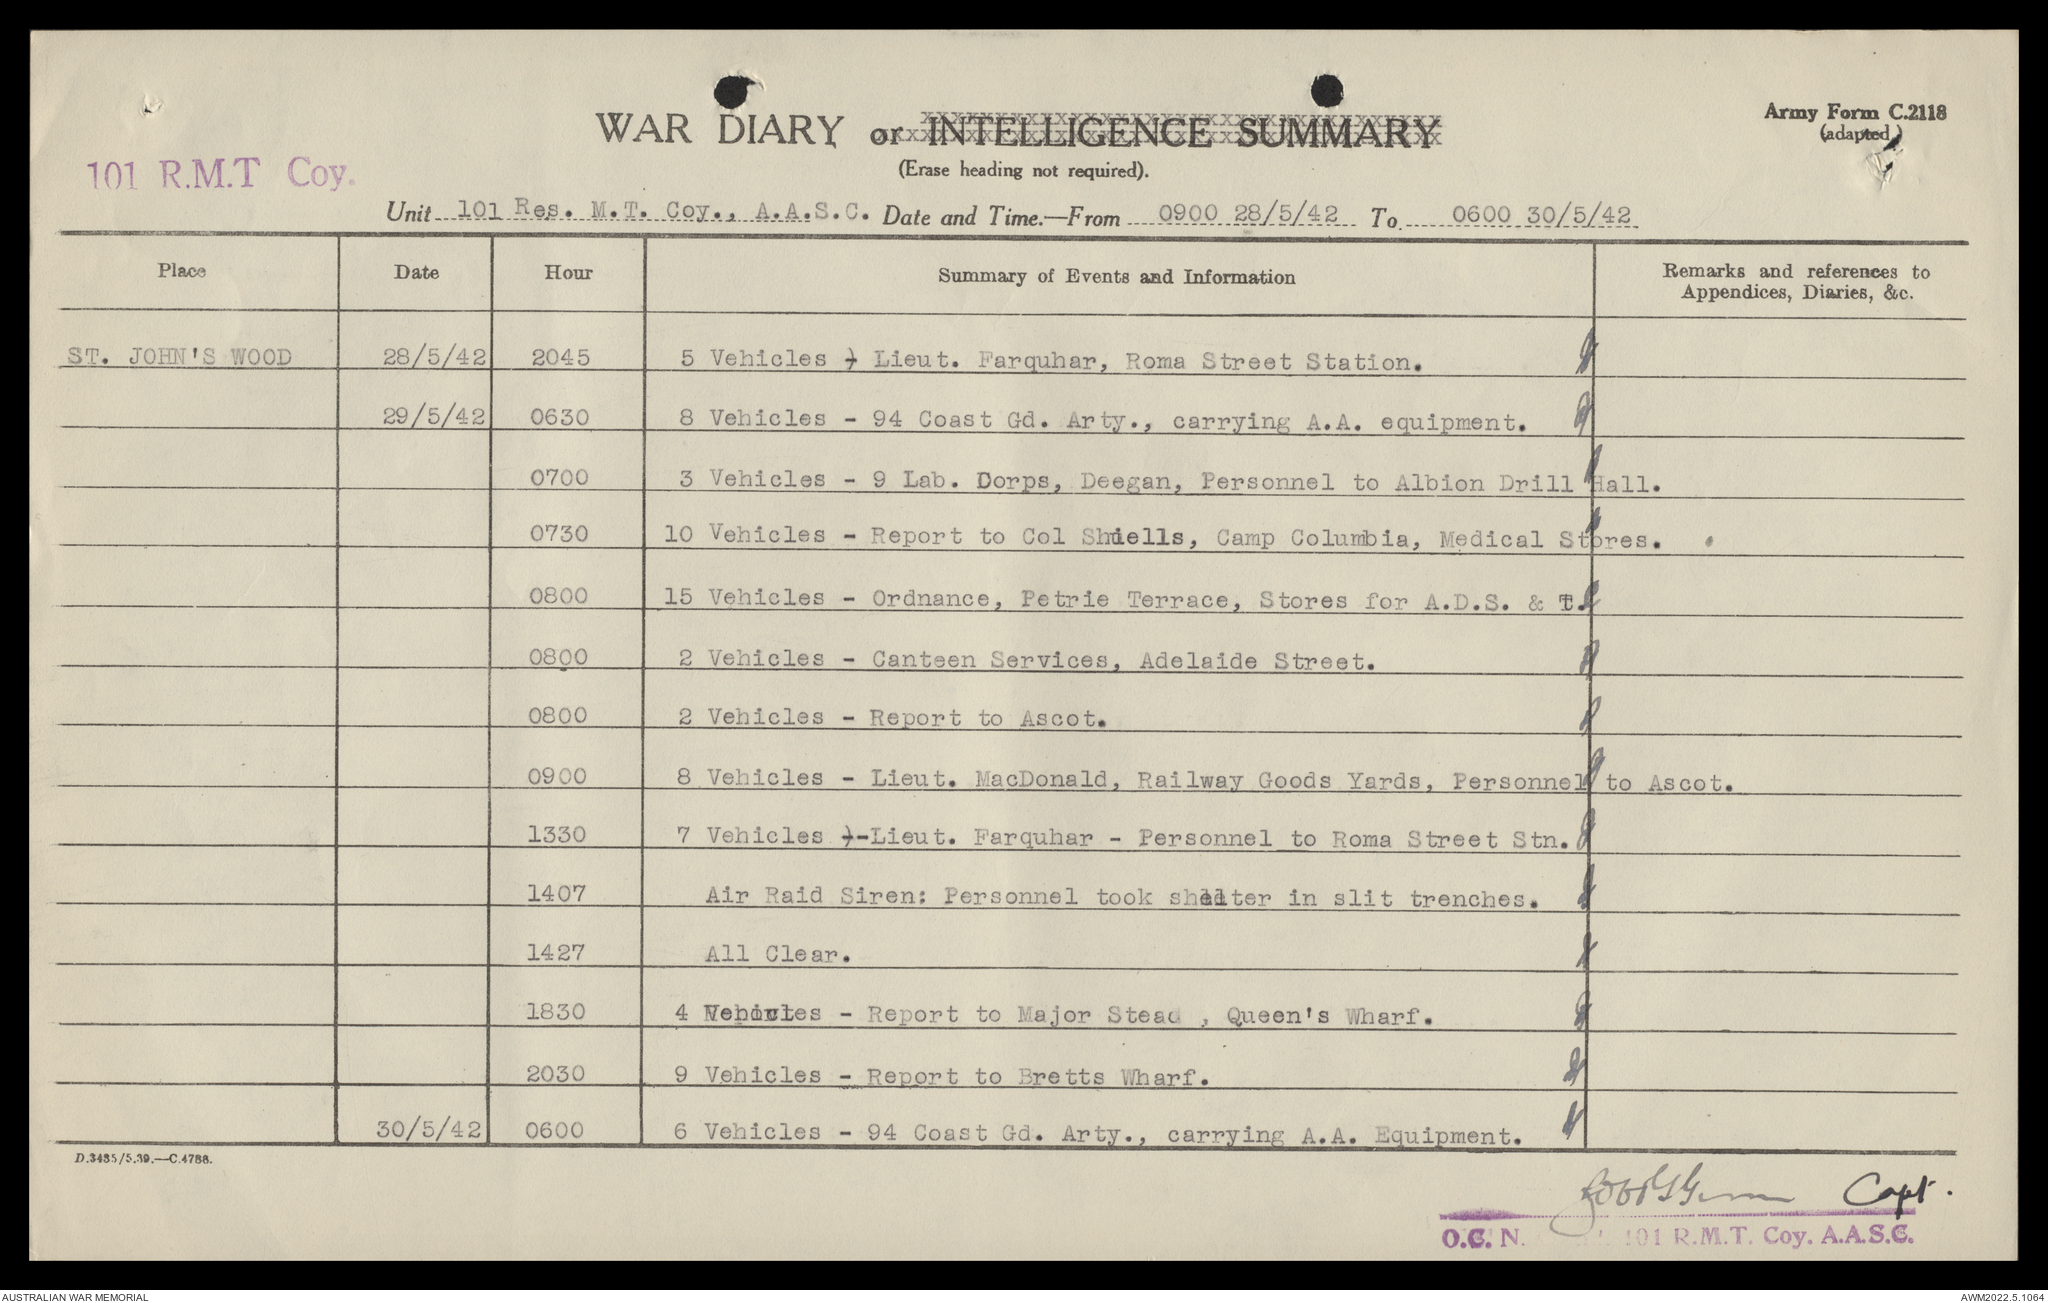 Army Form C.2118
(adapted)
WAR DIARY or INTELLIGENCE SUMMARY
(Erase heading not required).
101 R.M.T Coy.
Unit 101 Res. M.T. Coy., A.A.S.C. Date and Time.—From 0900 28/5/42 To 0600 30/5/42
Place Date Hour Summary of Events and Information Remarks and references to
Appendices, Diaries, &c.
ST. JOHN'S WOOD 28/5/42 2045 5 Vehicles - Lieut. Farquhar, Roma Street Station.
29/5/42 0630 8 Vehicles - 94 Coast Gd. Arty., carrying A.A. equipment.
0700 3 Vehicles - 9 Lab. Corps, Deegan, Personnel to Albion Drill Hall.
0730 10 Vehicles - Report to Col Shiells, Camp Columbia, Medical Stores.
0800 15 Vehicles - Ordnance, Petrie Terrace, Stores for A.D.S. & T.
0800 2 Vehicles - Canteen Services, Adelaide Street.
0800 2 Vehicles - Report to Ascot.
0900 8 Vehicles - Lieut. MacDonald, Railway Goods Yards, Personnel to Ascot.
1330 7 Vehicles )-Lieut. Farquhar - Personnel to Roma Street Stn.
1407 Air Raid Siren: Personnel took shelter in slit trenches.
1427 All Clear.
1830 4 Vehicles - Report to Major Stead , Queen's Wharf.
2030 9 Vehicles - Report to Bretts Wharf.
30/5/42 0600 6 Vehicles - 94 Coast Gd. Arty., carrying A.A. Equipment.
D.3485/5.39.—C.4788.
Capt.
O.C. N. 101 R.M.T. Coy. A.A.S.C.
AUSTRALIAN WAR MEMORIAL
AWM2022.5.1064